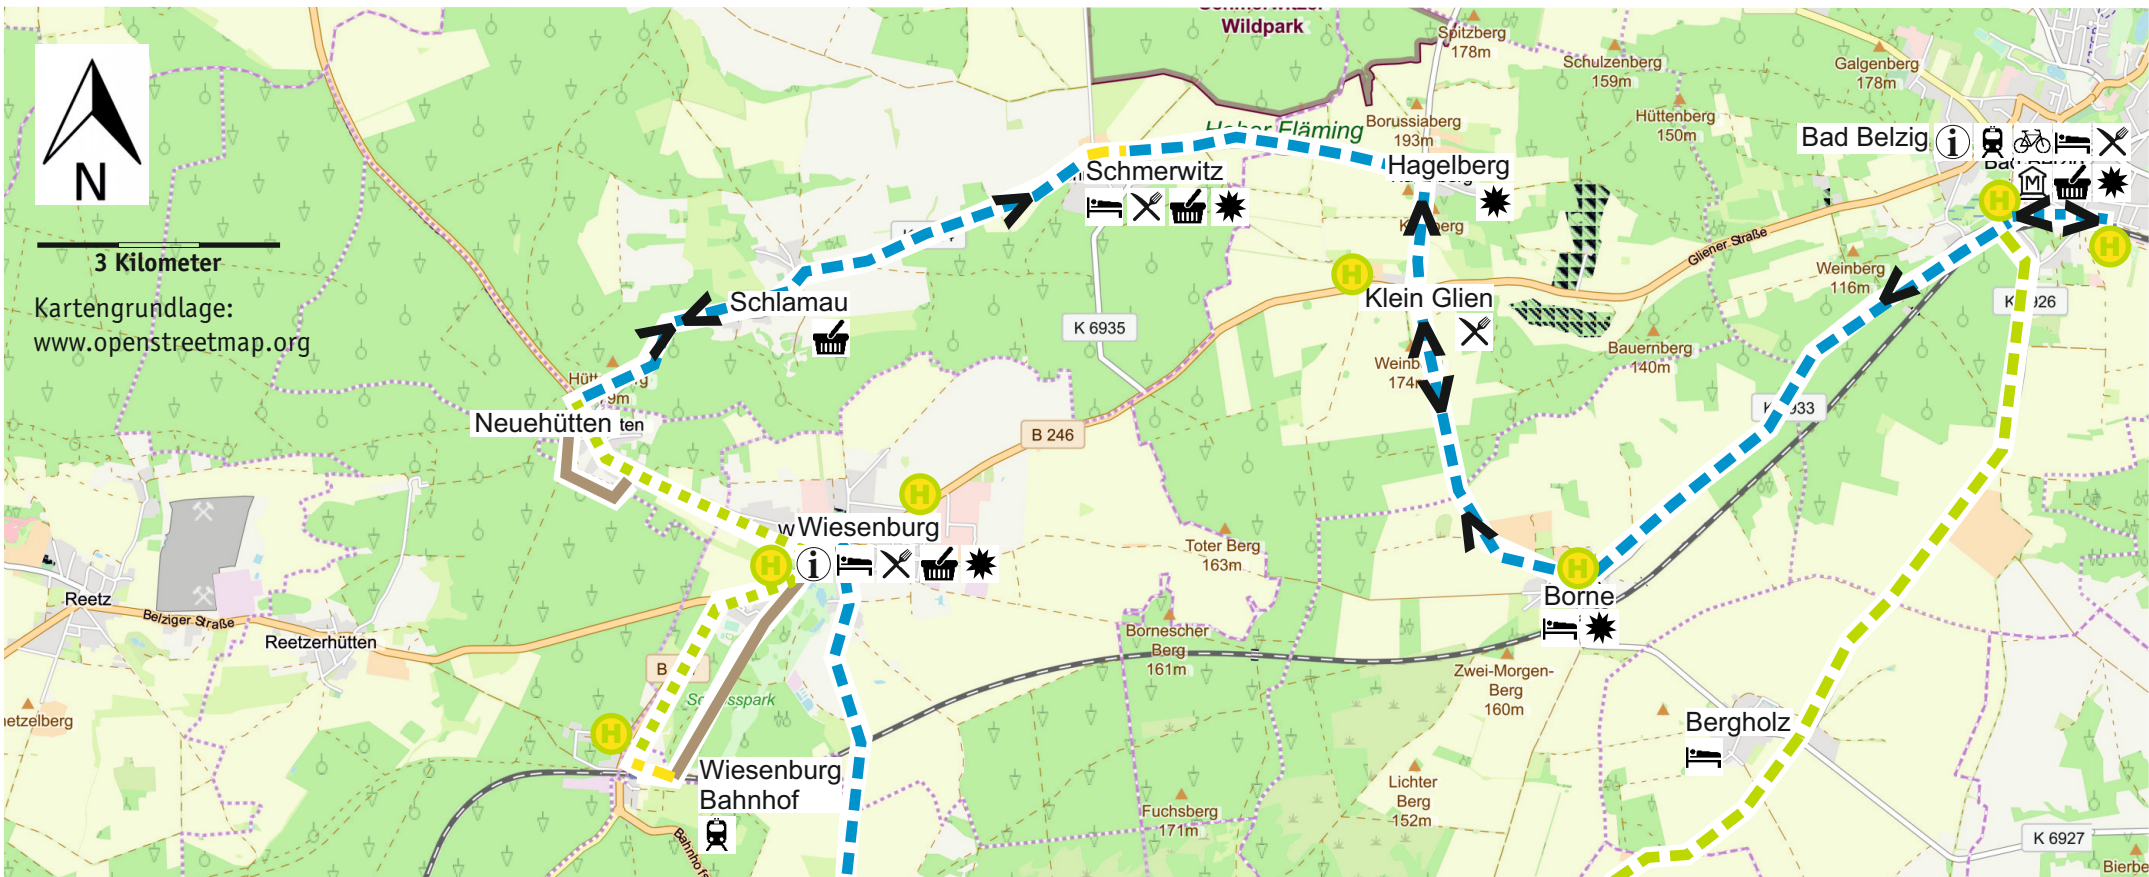 Wildpark
Spitzberg
178m
Schulzenberg
159m
Galgenberg
178m
Hüttenberg
150m
Borussiaberg
193m
Hoher Fläming
Bad Belzig i
M
H
N
3 Kilometer
Kartengrundlage:
www.openstreetmap.org
Schmerwitz
Hagelberg
Gliener Straße
Weinberg
116m
H
H
Klein Glien
Schlamau
K 6935
Bauernberg
140m
Neuehütten ten
B 246
Wiesenburg
H
H
i
Toter Berg
163m
H
Borne
Reetz
Belziger Straße
Reetzerhütten
Bornescher
Berg
161m
Zwei-Morgen-
Berg
160m
Bergholz
H
Wiesenburg
Bahnhof
Fuchsberg
171m
Lichter
Berg
152m
K 6927